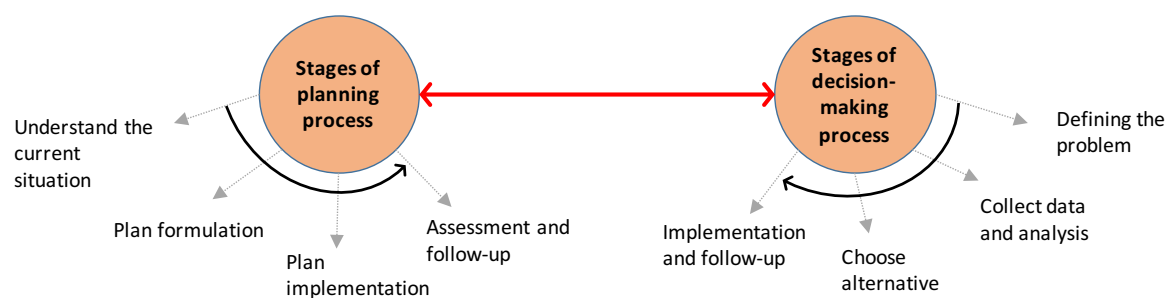 Stages of
planning
process
Understand the
current
situation
Plan formulation
Plan
implementation
Assessment and
follow-up
Stages of
decision-
making
process
Defining the
problem
Collect data
and analysis
Choose
alternative
Implementation
and follow-up